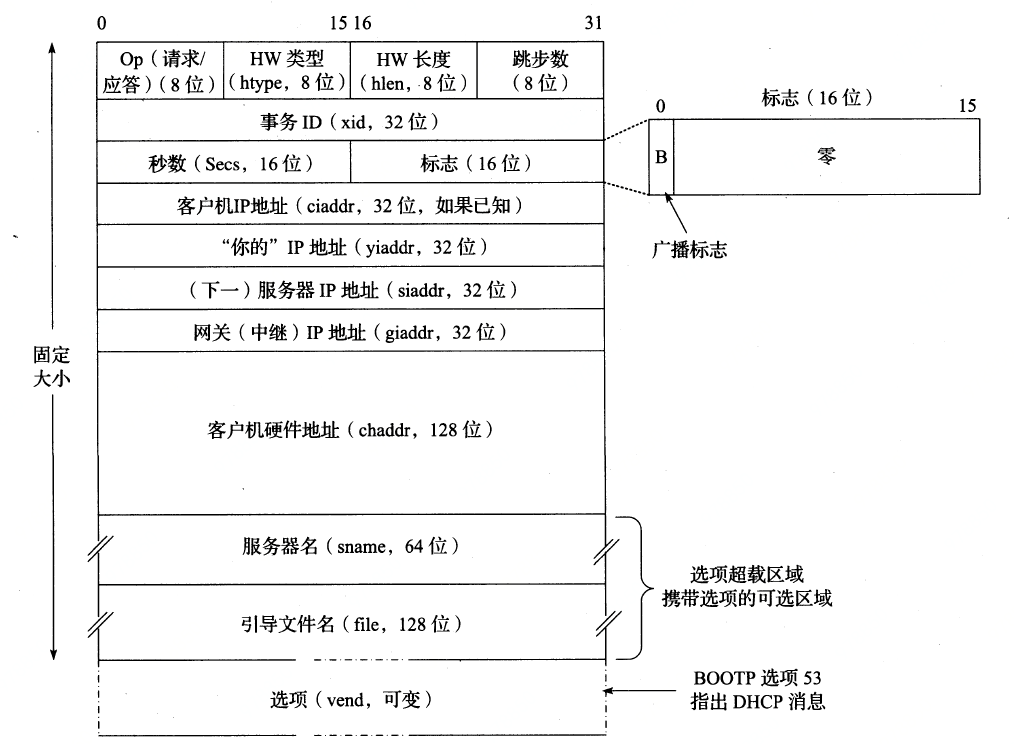 0 15 16 31
Op（请求/
应答）（8 位）
HW 类型
（htype，8 位）
HW 长度
（hlen，8 位）
跳步数
（8 位）
事务 ID（xid，32 位）
秒数（Secs，16 位）
标志（16 位）
标志（16 位）
0 15
B
零
广播标志
客户机IP地址（ciaddr，32 位，如果已知）
“你的”IP 地址（yiaddr，32 位）
（下一）服务器 IP 地址（siaddr，32 位）
网关（中继）IP 地址（giaddr，32 位）
固定
大小
客户机硬件地址（chaddr，128 位）
服务器名（sname，64 位）
引导文件名（file，128 位）
选项超载区域
携带选项的可选区域
选项（vend，可变）
BOOTP 选项 53
指出 DHCP 消息